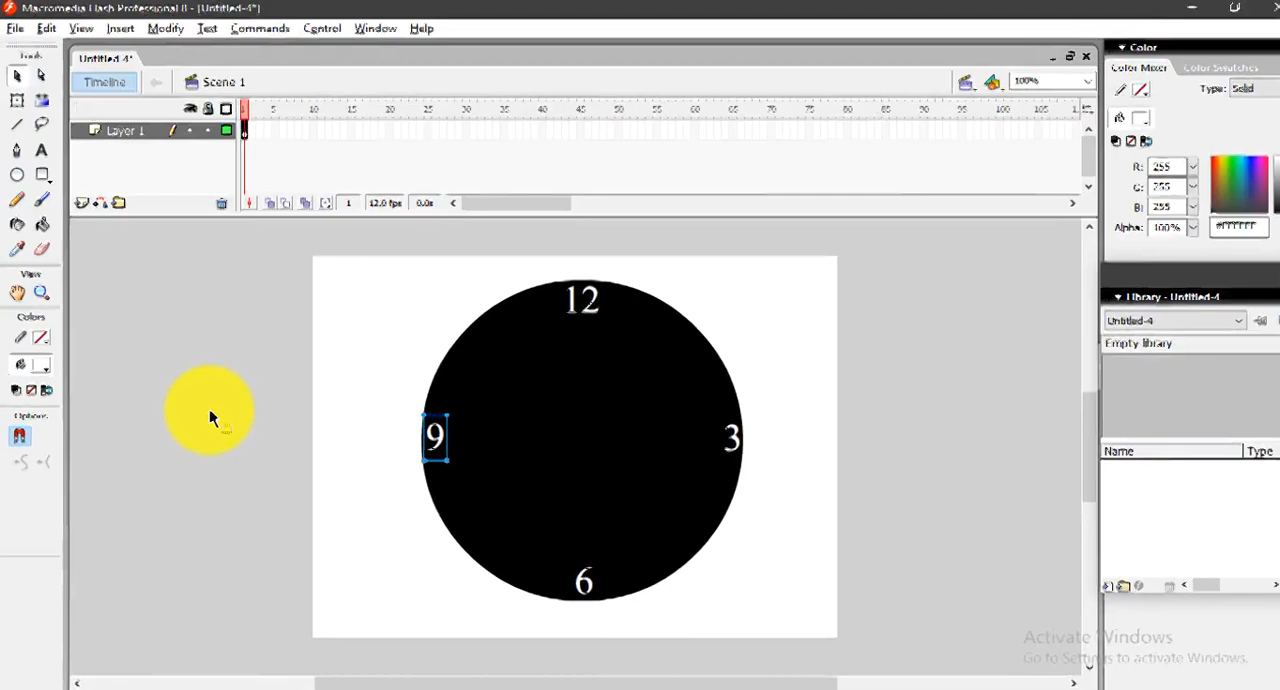 Macromedia Flash Professional 8 - [Untitled-4*]
File Edit View Insert Modify Text Commands Control Window Help
Tools
Untitled-4*
Timeline Scene 1 100%
5 10 15 20 25 30 35 40 45 50 55 60 65 70 75 80 85 90 95 100 105
Layer 1
1 12.0 fps 0.0s
View
Colors
Options
12
9
3
6
Color
Color Mixer Color Swatches
Type: Solid
R: 255
G: 255
B: 255
Alpha: 100% #FFFFFF
Library - Untitled-4
Untitled-4
Empty library
Name Type
Activate Windows
Go to Settings to activate Windows.